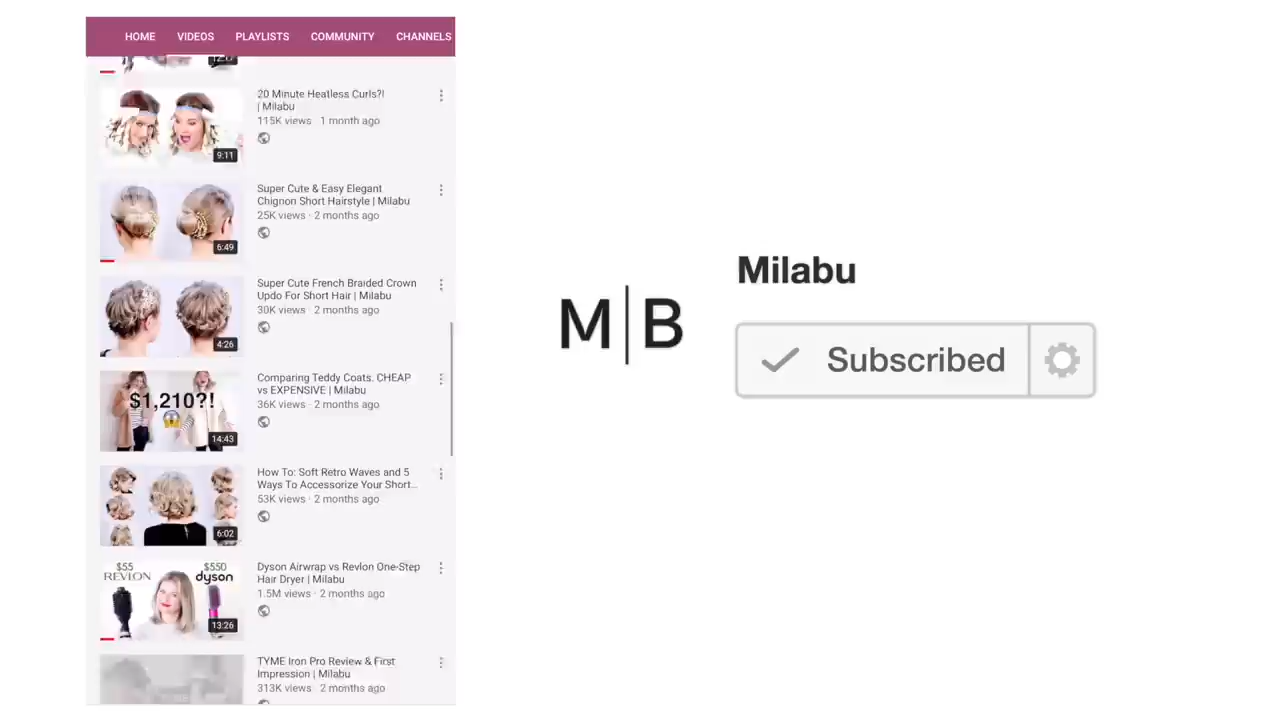 HOME VIDEOS PLAYLISTS COMMUNITY CHANNELS
20 Minute Heatless Curls?!
| Milabu
115K views · 1 month ago
9:11
Super Cute & Easy Elegant
Chignon Short Hairstyle | Milabu
25K views · 2 months ago
6:49
Super Cute French Braided Crown
Updo For Short Hair | Milabu
30K views · 2 months ago
4:26
Comparing Teddy Coats. CHEAP
vs EXPENSIVE | Milabu
36K views · 2 months ago
$1,210?!
14:43
How To: Soft Retro Waves and 5
Ways To Accessorize Your Short...
53K views · 2 months ago
6:02
$55 $550
REVLON dyson
Dyson Airwrap vs Revlon One-Step
Hair Dryer | Milabu
1.5M views · 2 months ago
13:26
TYME Iron Pro Review & First
Impression | Milabu
313K views · 2 months ago
M|B
Milabu
Subscribed